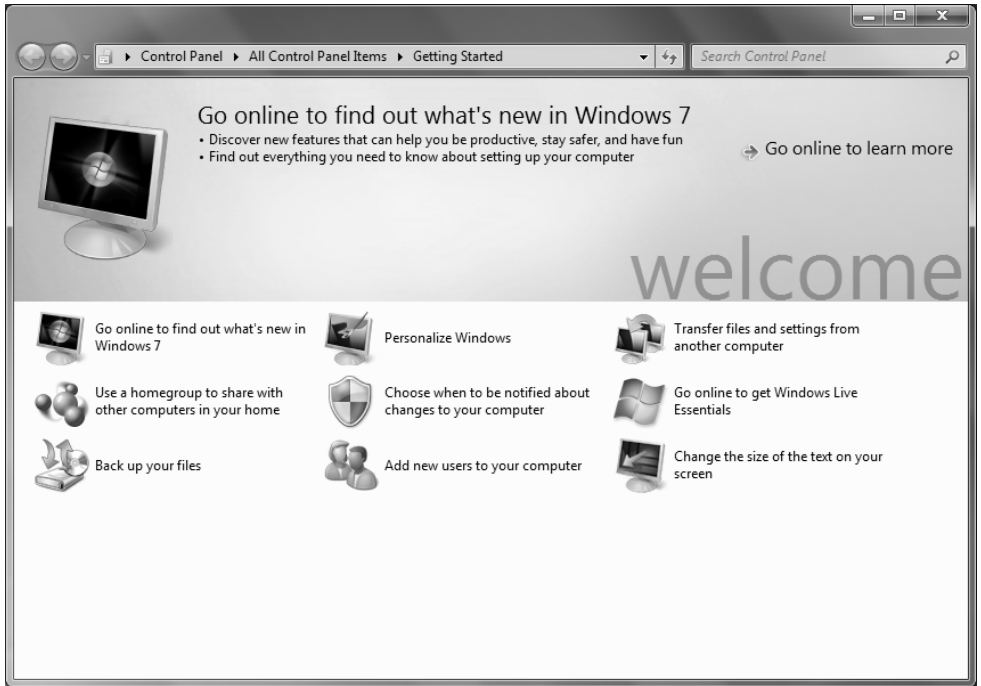 Control Panel ▸ All Control Panel Items ▸ Getting Started
Search Control Panel
Go online to find out what's new in Windows 7
• Discover new features that can help you be productive, stay safer, and have fun
• Find out everything you need to know about setting up your computer
Go online to learn more
welcome
Go online to find out what's new in
Windows 7
Personalize Windows
Transfer files and settings from
another computer
Use a homegroup to share with
other computers in your home
Choose when to be notified about
changes to your computer
Go online to get Windows Live
Essentials
Back up your files
Add new users to your computer
Change the size of the text on your
screen